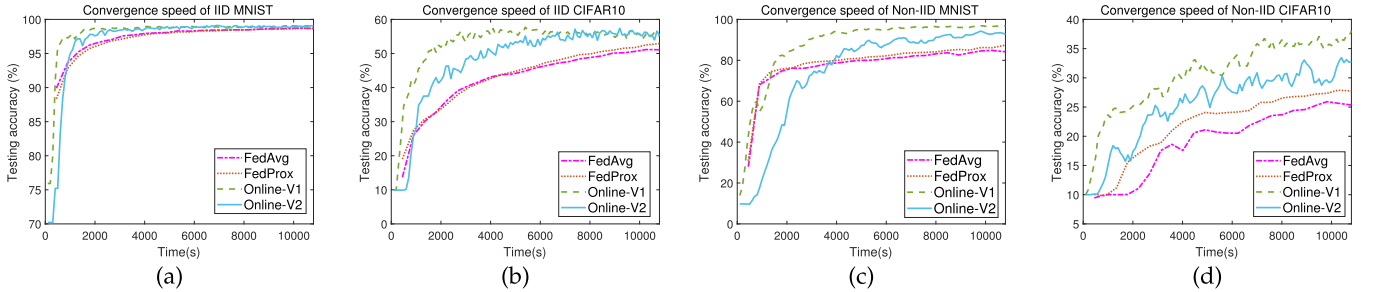 Convergence speed of IID MNIST
100
95
90
85
80
75
70
Testing accuracy (%)
FedAvg
FedProx
Online-V1
Online-V2
0 2000 4000 6000 8000 10000
Time(s)
(a)
Convergence speed of IID CIFAR10
60
50
40
30
20
10
0
Testing accuracy (%)
FedAvg
FedProx
Online-V1
Online-V2
0 2000 4000 6000 8000 10000
Time(s)
(b)
Convergence speed of Non-IID MNIST
100
80
60
40
20
0
Testing accuracy (%)
FedAvg
FedProx
Online-V1
Online-V2
0 2000 4000 6000 8000 10000
Time(s)
(c)
Convergence speed of Non-IID CIFAR10
40
35
30
25
20
15
10
5
Testing accuracy (%)
FedAvg
FedProx
Online-V1
Online-V2
0 2000 4000 6000 8000 10000
Time(s)
(d)